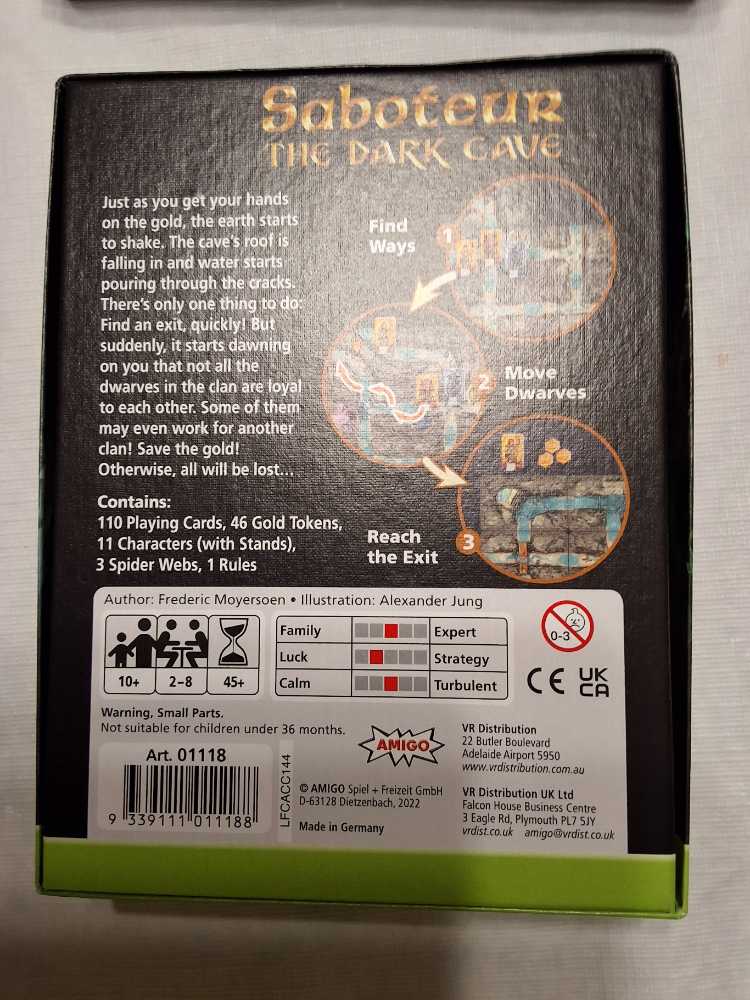 Saboteur
THE DARK CAVE
Just as you get your hands
on the gold, the earth starts
to shake. The cave's roof is
falling in and water starts
pouring through the cracks.
There's only one thing to do:
Find an exit, quickly! But
suddenly, it starts dawning
on you that not all the
dwarves in the clan are loyal
to each other. Some of them
may even work for another
clan! Save the gold!
Otherwise, all will be lost...
Contains:
110 Playing Cards, 46 Gold Tokens,
11 Characters (with Stands),
3 Spider Webs, 1 Rules
Find
Ways
1
2
Move
Dwarves
Reach
the Exit
3
Author: Frederic Moyersoen • Illustration: Alexander Jung
10+ 2–8 45+
Family Expert
Luck Strategy
Calm Turbulent
0-3
CE UK
CA
Warning, Small Parts.
Not suitable for children under 36 months.
Art. 01118
9 339111 011188
LFCACC144
AMIGO
© AMIGO Spiel + Freizeit GmbH
D-63128 Dietzenbach, 2022
Made in Germany
VR Distribution
22 Butler Boulevard
Adelaide Airport 5950
www.vrdistribution.com.au
VR Distribution UK Ltd
Falcon House Business Centre
3 Eagle Rd, Plymouth PL7 5JY
vrdist.co.uk amigo@vrdist.co.uk